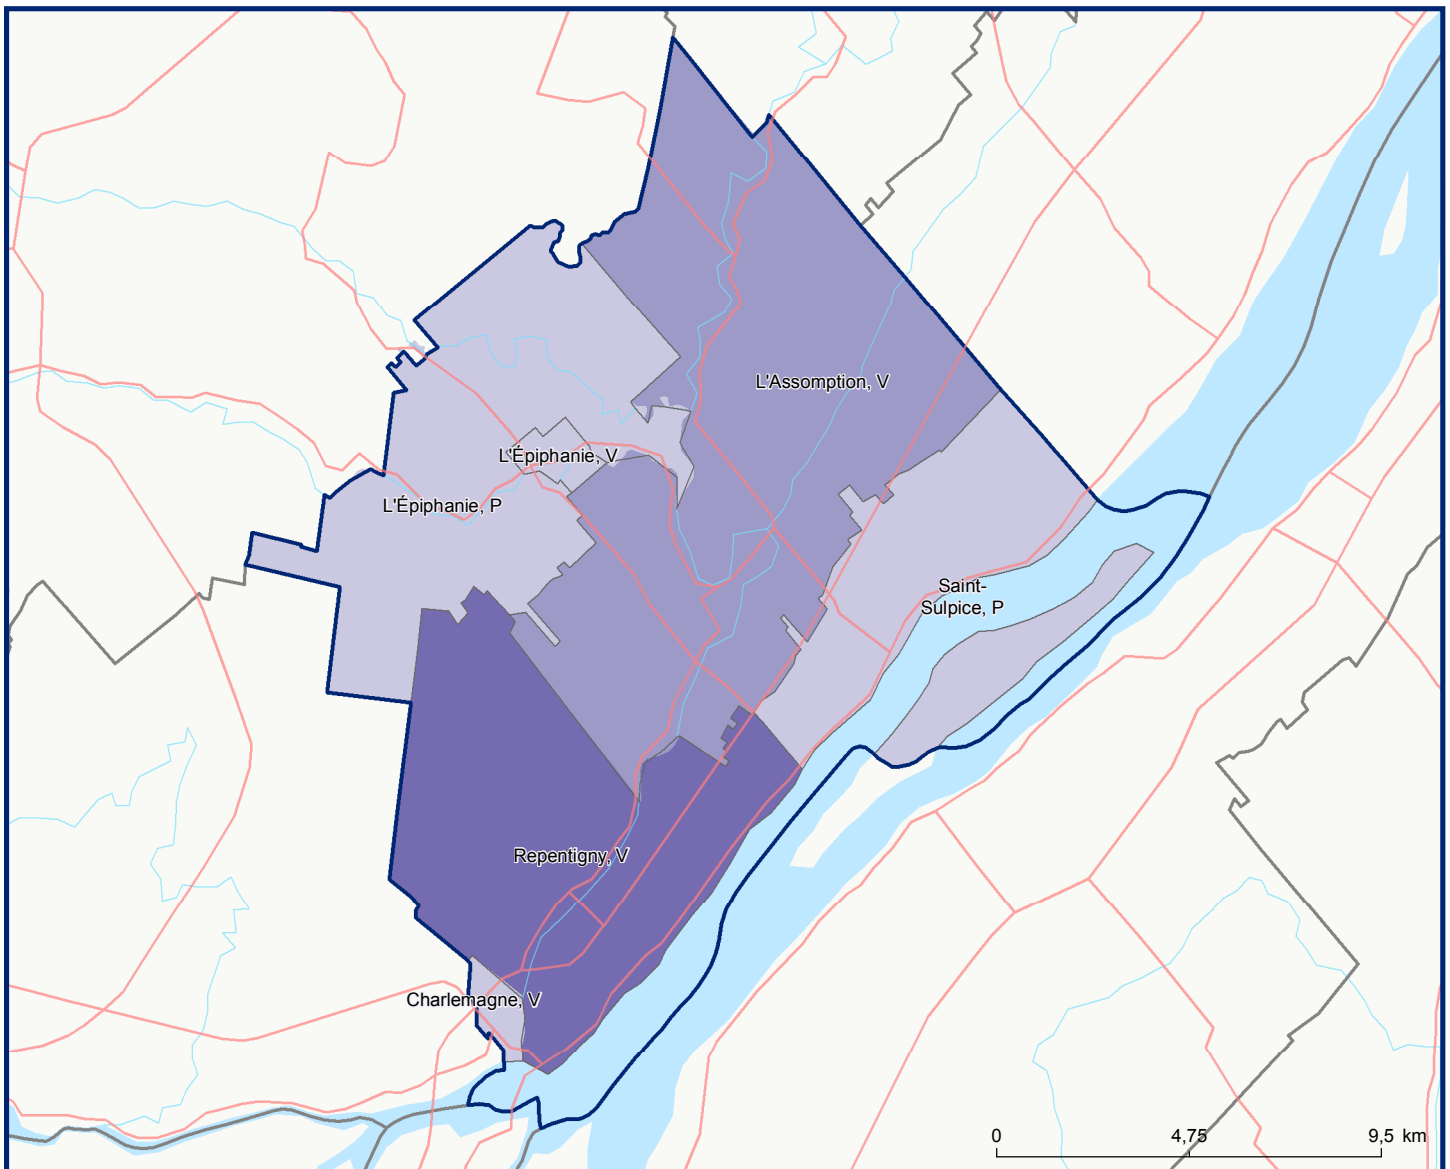 L'Assomption, V
L'Épiphanie, V
L'Épiphanie, P
Saint-
Sulpice, P
Repentigny, V
Charlemagne, V
0 4,75 9,5 km